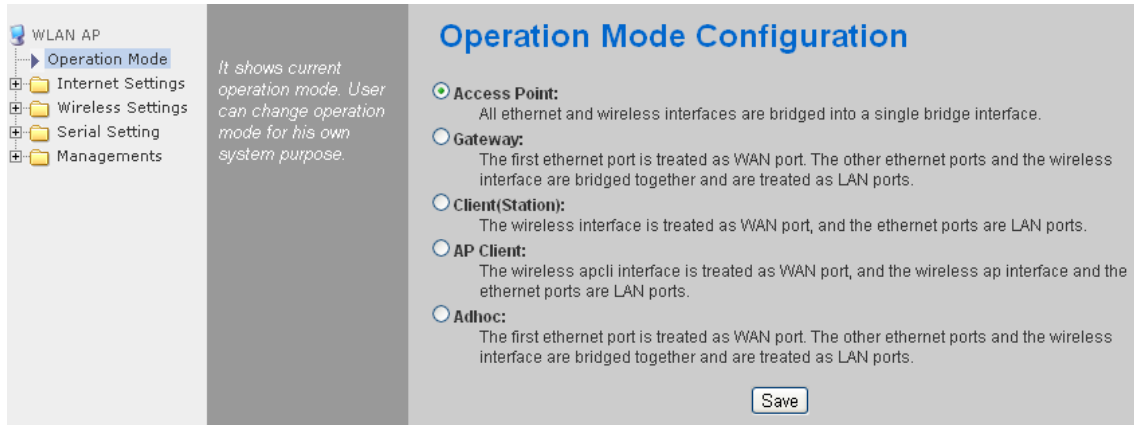 WLAN AP
Operation Mode
Internet Settings
Wireless Settings
Serial Setting
Managements
It shows current
operation mode. User
can change operation
mode for his own
system purpose.
Operation Mode Configuration
Access Point:
All ethernet and wireless interfaces are bridged into a single bridge interface.
Gateway:
The first ethernet port is treated as WAN port. The other ethernet ports and the wireless
interface are bridged together and are treated as LAN ports.
Client(Station):
The wireless interface is treated as WAN port, and the ethernet ports are LAN ports.
AP Client:
The wireless apcli interface is treated as WAN port, and the wireless ap interface and the
ethernet ports are LAN ports.
Adhoc:
The first ethernet port is treated as WAN port. The other ethernet ports and the wireless
interface are bridged together and are treated as LAN ports.
Save